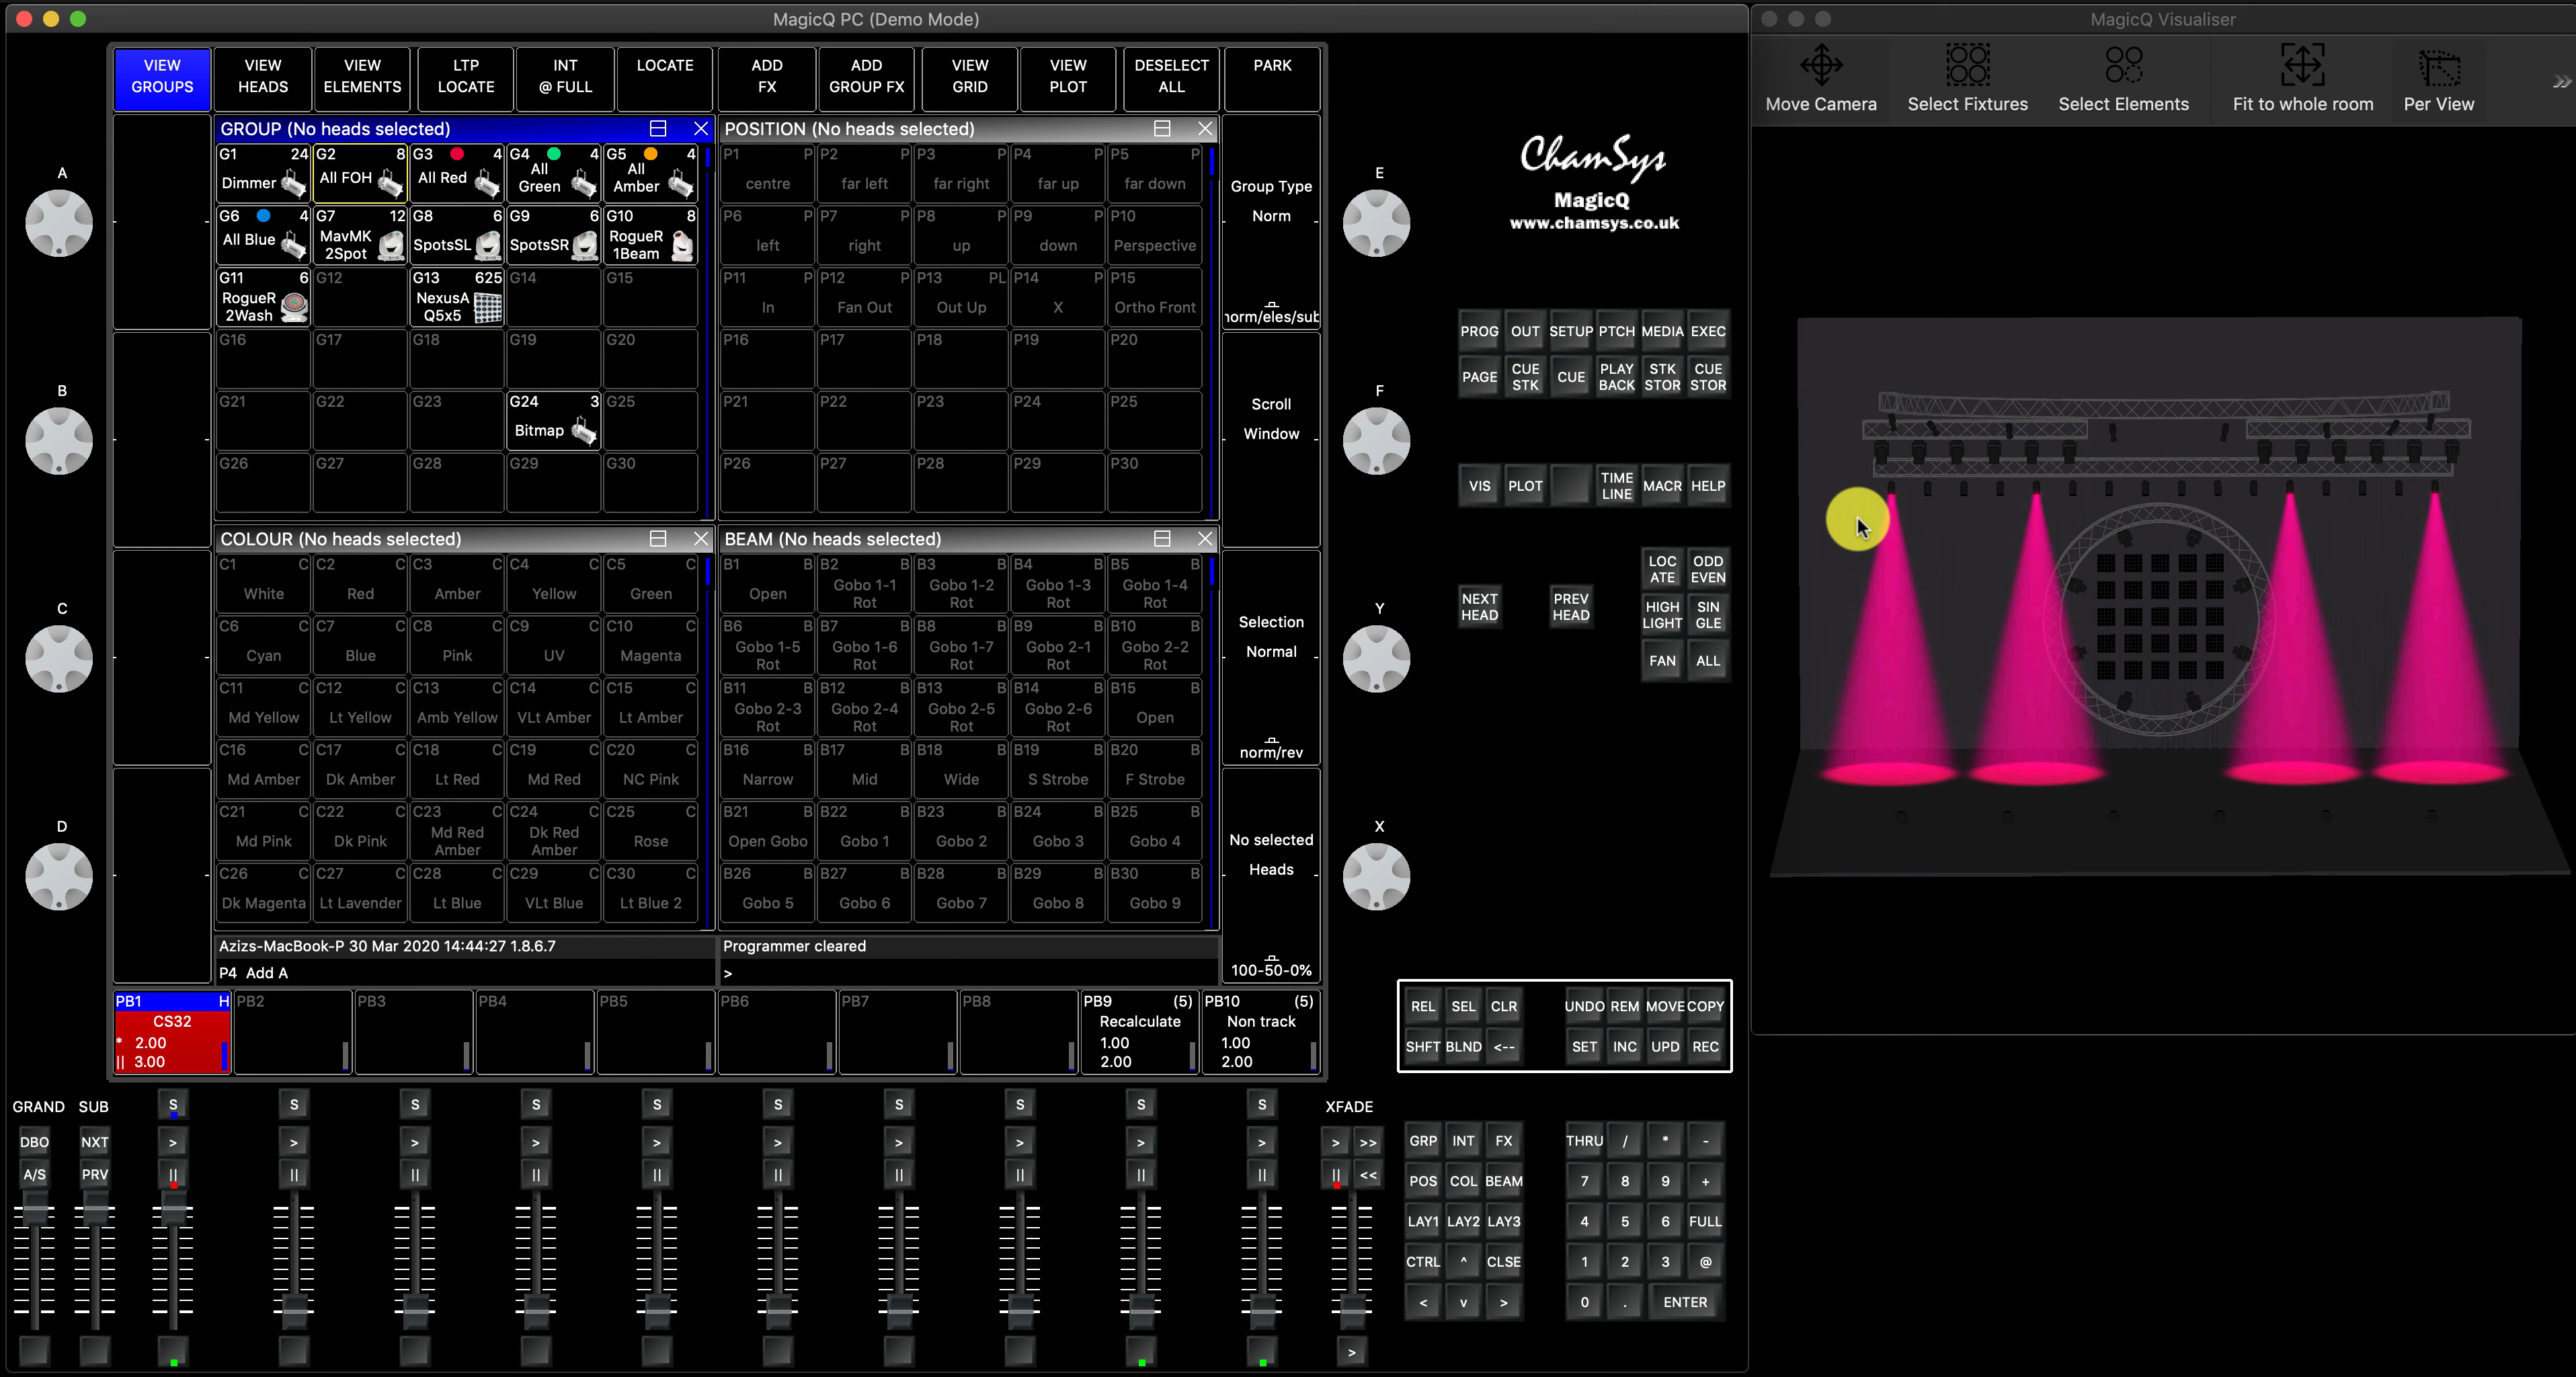 MagicQ PC (Demo Mode)
VIEW GROUPS
VIEW HEADS
VIEW ELEMENTS
LTP LOCATE
INT @ FULL
LOCATE
ADD FX
ADD GROUP FX
VIEW GRID
VIEW PLOT
DESELECT ALL
PARK
GROUP (No heads selected)
G1 24 G2 8 G3 4 G4 4 G5 4
Dimmer All FOH All Red All Green All Amber
G6 4 G7 12 G8 6 G9 6 G10 8
All Blue MavMK 2Spot SpotsSL SpotsSR RogueR 1Beam
G11 6 G12 G13 625 G14 G15
RogueR 2Wash NexusA Q5x5
G16 G17 G18 G19 G20
G21 G22 G23 G24 3 G25
Bitmap
G26 G27 G28 G29 G30
POSITION (No heads selected)
P1 P P2 P P3 P P4 P P5 P
centre far left far right far up far down
P6 P P7 P P8 P P9 P P10 P
left right up down Perspective
P11 P P12 P P13 PL P14 P P15 P
In Fan Out Out Up X Ortho Front
P16 P17 P18 P19 P20
P21 P22 P23 P24 P25
P26 P27 P28 P29 P30
COLOUR (No heads selected)
C1 C C2 C C3 C C4 C C5 C
White Red Amber Yellow Green
C6 C C7 C C8 C C9 C C10 C
Cyan Blue Pink UV Magenta
C11 C C12 C C13 C C14 C C15 C
Md Yellow Lt Yellow Amb Yellow VLt Amber Lt Amber
C16 C C17 C C18 C C19 C C20 C
Md Amber Dk Amber Lt Red Md Red NC Pink
C21 C C22 C C23 C C24 C C25 C
Md Pink Dk Pink Md Red Amber Dk Red Amber Rose
C26 C C27 C C28 C C29 C C30 C
Dk Magenta Lt Lavender Lt Blue VLt Blue Lt Blue 2
BEAM (No heads selected)
B1 B B2 B B3 B B4 B B5 B
Open Gobo 1-1 Rot Gobo 1-2 Rot Gobo 1-3 Rot Gobo 1-4 Rot
B6 B B7 B B8 B B9 B B10 B
Gobo 1-5 Rot Gobo 1-6 Rot Gobo 1-7 Rot Gobo 2-1 Rot Gobo 2-2 Rot
B11 B B12 B B13 B B14 B B15 B
Gobo 2-3 Rot Gobo 2-4 Rot Gobo 2-5 Rot Gobo 2-6 Rot Open
B16 B B17 B B18 B B19 B B20 B
Narrow Mid Wide S Strobe F Strobe
B21 B B22 B B23 B B24 B B25 B
Open Gobo Gobo 1 Gobo 2 Gobo 3 Gobo 4
B26 B B27 B B28 B B29 B B30 B
Gobo 5 Gobo 6 Gobo 7 Gobo 8 Gobo 9
Group Type
Norm
norm/eles/sub
Scroll
Window
Selection
Normal
norm/rev
No selected
Heads
100-50-0%
Azizs-MacBook-P 30 Mar 2020 14:44:27 1.8.6.7
P4 Add A
Programmer cleared
>
PB1 H PB2 PB3 PB4 PB5 PB6 PB7 PB8 PB9 (5) PB10 (5)
CS32 Recalculate Non track
* 2.00 1.00 1.00
|| 3.00 2.00 2.00
A
B
C
D
E
F
Y
X
ChamSys
MagicQ
www.chamsys.co.uk
PROG OUT SETUP PTCH MEDIA EXEC
PAGE CUE STK CUE PLAY BACK STK STOR CUE STOR
VIS PLOT TIME LINE MACR HELP
LOC ATE ODD EVEN
NEXT HEAD PREV HEAD HIGH LIGHT SIN GLE
FAN ALL
REL SEL CLR UNDO REM MOVE COPY
SHFT BLND <-- SET INC UPD REC
GRAND SUB S S S S S S S S S S XFADE
DBO NXT > > > > > > > > > > > >>
A/S PRV || || || || || || || || || || || <<
>
GRP INT FX THRU / * -
POS COL BEAM 7 8 9 +
LAY1 LAY2 LAY3 4 5 6 FULL
CTRL ^ CLSE 1 2 3 @
< v > 0 . ENTER
MagicQ Visualiser
Move Camera Select Fixtures Select Elements Fit to whole room Per View